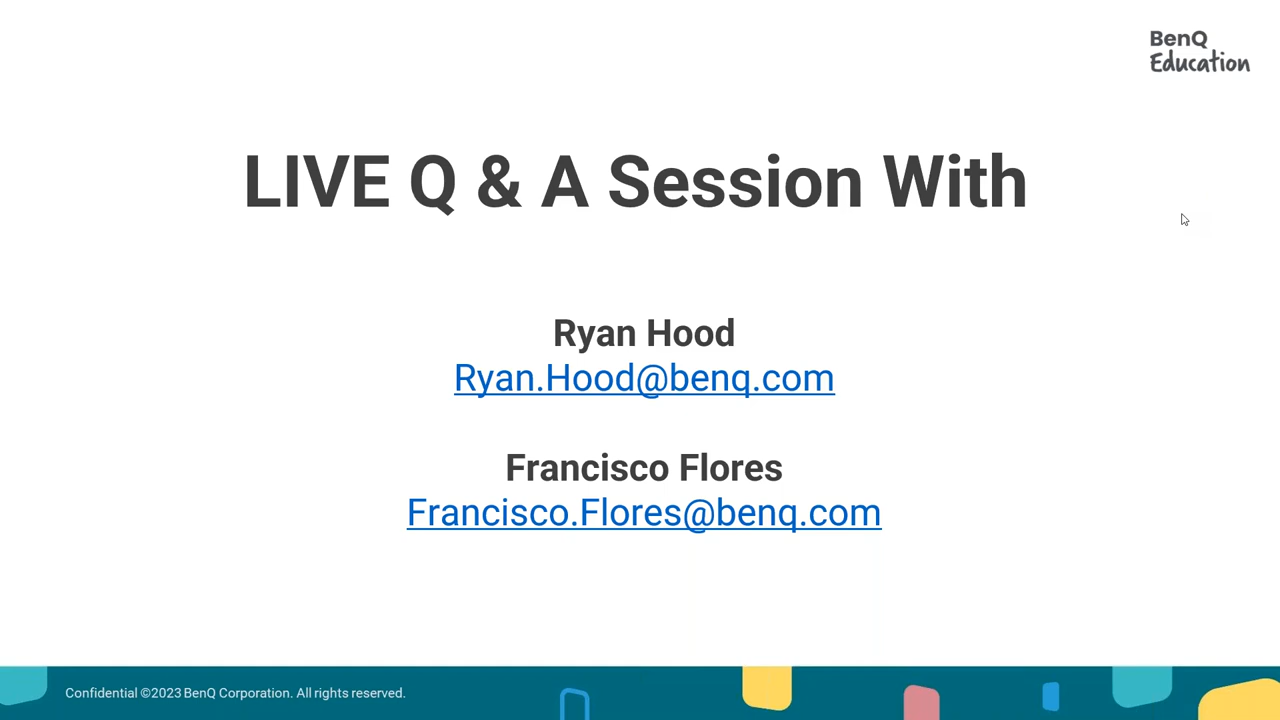 BenQ
Education
LIVE Q & A Session With
Ryan Hood
Ryan.Hood@benq.com
Francisco Flores
Francisco.Flores@benq.com
Confidential ©2023 BenQ Corporation. All rights reserved.